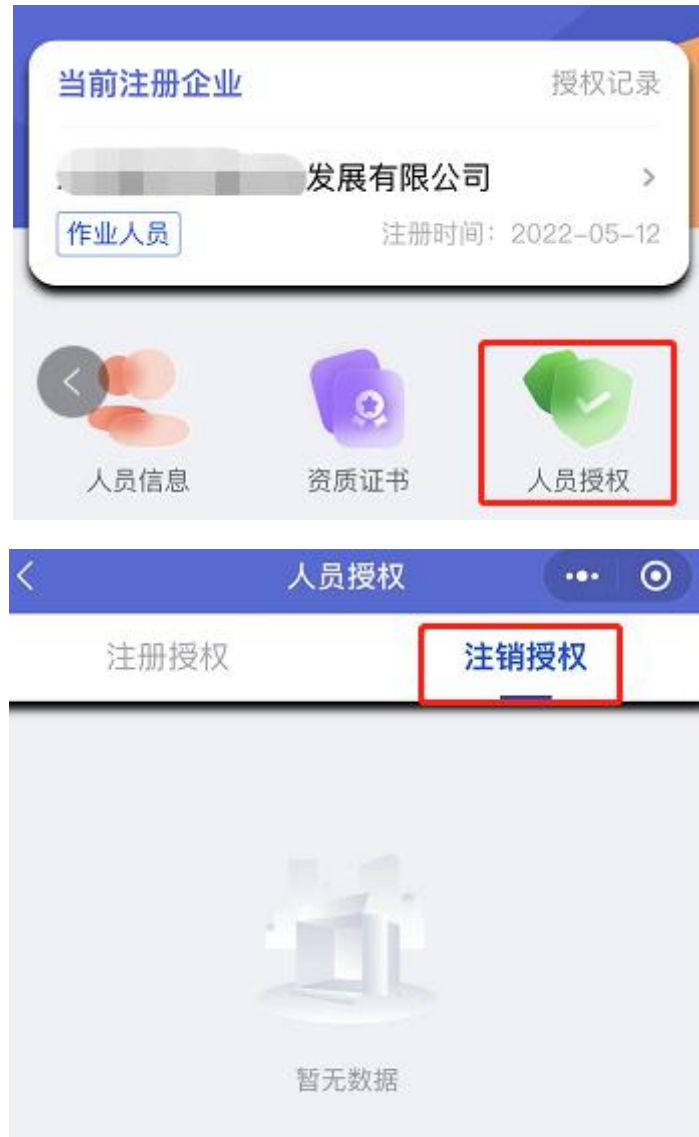 当前注册企业 授权记录
发展有限公司
作业人员 注册时间：2022-05-12
人员信息 资质证书 人员授权
人员授权
注册授权 注销授权
暂无数据